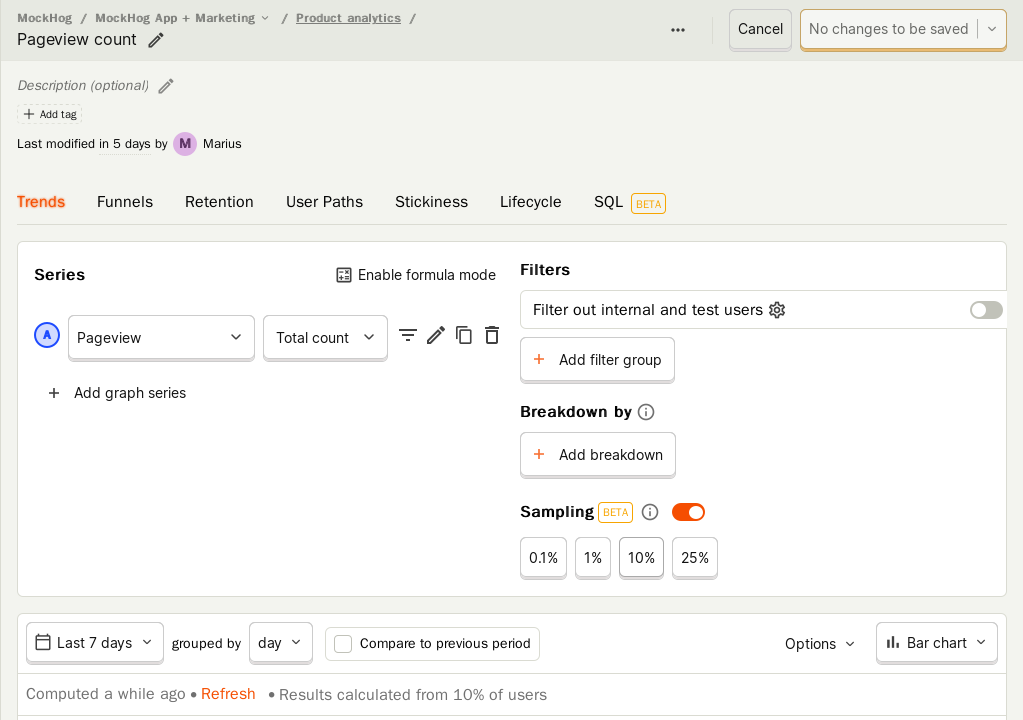 MockHog / MockHog App + Marketing / Product analytics /
Pageview count
Cancel
No changes to be saved
Description (optional)
Add tag
Last modified in 5 days by M Marius
Trends Funnels Retention User Paths Stickiness Lifecycle SQL BETA
Series
Enable formula mode
A Pageview Total count
Add graph series
Filters
Filter out internal and test users
Add filter group
Breakdown by
Add breakdown
Sampling BETA
0.1% 1% 10% 25%
Last 7 days grouped by day Compare to previous period Options Bar chart
Computed a while ago • Refresh • Results calculated from 10% of users